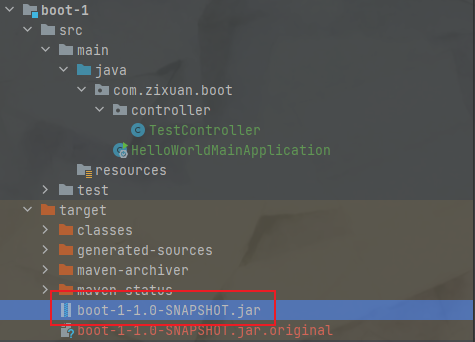 boot-1
src
main
java
com.zixuan.boot
controller
TestController
HelloWorldMainApplication
resources
test
target
classes
generated-sources
maven-archiver
maven-status
boot-1-1.0-SNAPSHOT.jar
boot-1-1.0-SNAPSHOT.jar.original